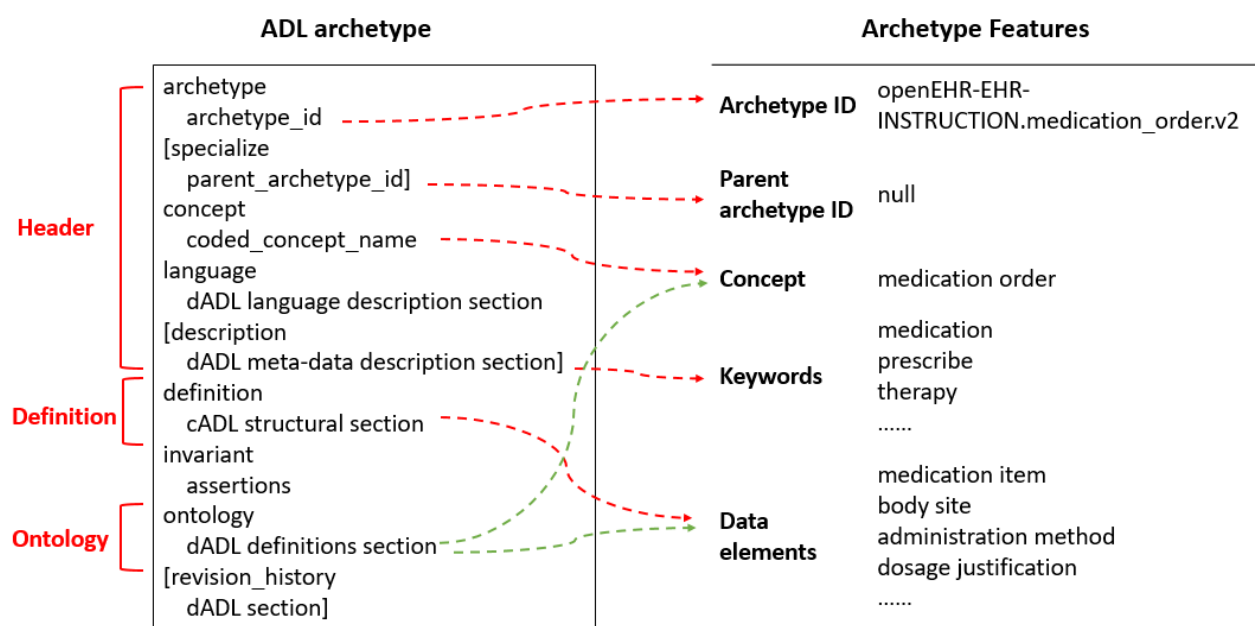 ADL archetype
archetype
archetype_id
[specialize
parent_archetype_id]
concept
coded_concept_name
language
dADL language description section
[description
dADL meta-data description section]
definition
cADL structural section
invariant
assertions
ontology
dADL definitions section
[revision_history
dADL section]
Header
Definition
Ontology
Archetype Features
Archetype ID
openEHR-EHR-
INSTRUCTION.medication_order.v2
Parent
archetype ID
null
Concept
medication order
Keywords
medication
prescribe
therapy
......
Data
elements
medication item
body site
administration method
dosage justification
......